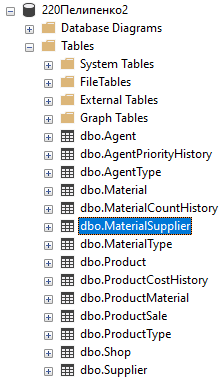 220Пелипенко2
Database Diagrams
Tables
System Tables
FileTables
External Tables
Graph Tables
dbo.Agent
dbo.AgentPriorityHistory
dbo.AgentType
dbo.Material
dbo.MaterialCountHistory
dbo.MaterialSupplier
dbo.MaterialType
dbo.Product
dbo.ProductCostHistory
dbo.ProductMaterial
dbo.ProductSale
dbo.ProductType
dbo.Shop
dbo.Supplier